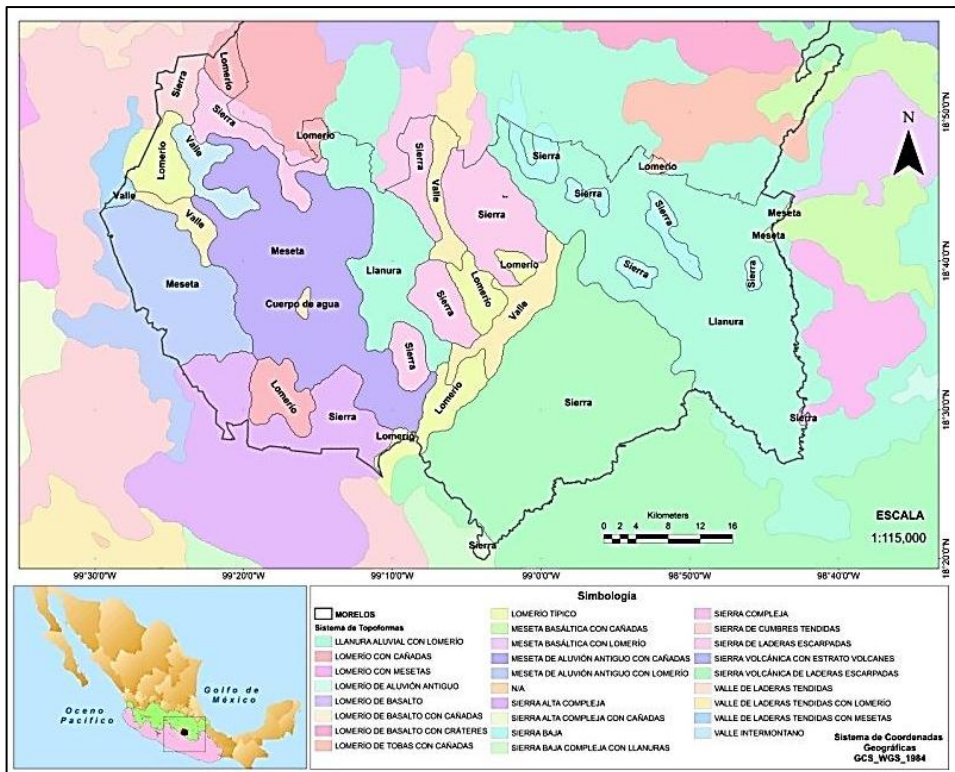 Sierra
Lomerío
Sierra
Lomerío
Lomerío
Valle
Valle
Valle
Meseta
Meseta
Cuerpo de agua
Llanura
Sierra
Valle
Sierra
Lomerío
Lomerío
Sierra
Valle
Sierra
Lomerío
Lomerío
Sierra
Lomerío
Sierra
Sierra
Sierra
Lomerío
Sierra
Sierra
Sierra
Meseta
Meseta
Llanura
Sierra
Sierra
N
18°50'0"N
18°40'0"N
18°30'0"N
18°20'0"N
Kilometers
0 2 4 8 12 16
ESCALA
1:115,000
99°30'0"W 99°20'0"W 99°10'0"W 99°0'0"W 98°50'0"W 98°40'0"W
Golfo de
México
Oceno
Pacífico
Simbología
MORELOS
Sistema de Topoformas
LLANURA ALUVIAL CON LOMERÍO
LOMERÍO CON CAÑADAS
LOMERÍO CON MESETAS
LOMERÍO DE ALUVIÓN ANTIGUO
LOMERÍO DE BASALTO
LOMERÍO DE BASALTO CON CAÑADAS
LOMERÍO DE BASALTO CON CRÁTERES
LOMERÍO DE TOBAS CON CAÑADAS
LOMERÍO TÍPICO
MESETA BASÁLTICA CON CAÑADAS
MESETA BASÁLTICA CON LOMERÍO
MESETA DE ALUVIÓN ANTIGUO CON CAÑADAS
MESETA DE ALUVIÓN ANTIGUO CON LOMERÍO
N/A
SIERRA ALTA COMPLEJA
SIERRA ALTA COMPLEJA CON CAÑADAS
SIERRA BAJA
SIERRA BAJA COMPLEJA CON LLANURAS
SIERRA COMPLEJA
SIERRA DE CUMBRES TENDIDAS
SIERRA DE LADERAS ESCARPADAS
SIERRA VOLCÁNICA CON ESTRATO VOLCANES
SIERRA VOLCÁNICA DE LADERAS ESCARPADAS
VALLE DE LADERAS TENDIDAS
VALLE DE LADERAS TENDIDAS CON LOMERÍO
VALLE DE LADERAS TENDIDAS CON MESETAS
VALLE INTERMONTANO
Sistema de Coordenadas
Geográficas
GCS_WGS_1984